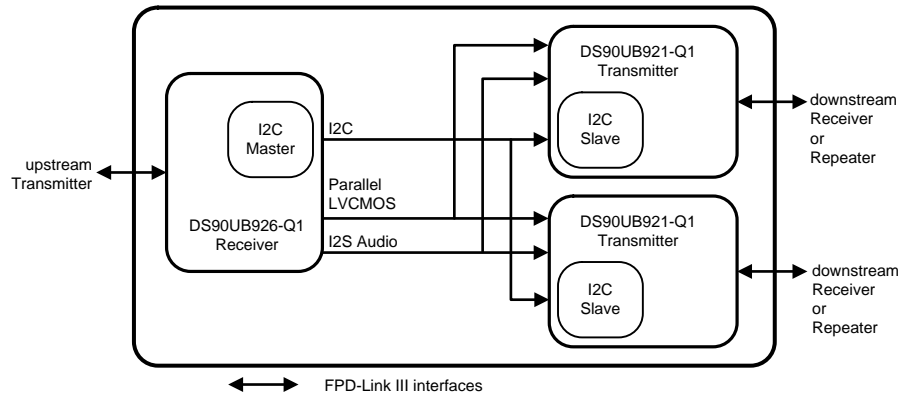 upstream
Transmitter
I2C
Master
DS90UB926-Q1
Receiver
I2C
Parallel
LVCMOS
I2S Audio
DS90UB921-Q1
Transmitter
I2C
Slave
downstream
Receiver
or
Repeater
DS90UB921-Q1
Transmitter
I2C
Slave
downstream
Receiver
or
Repeater
FPD-Link III interfaces